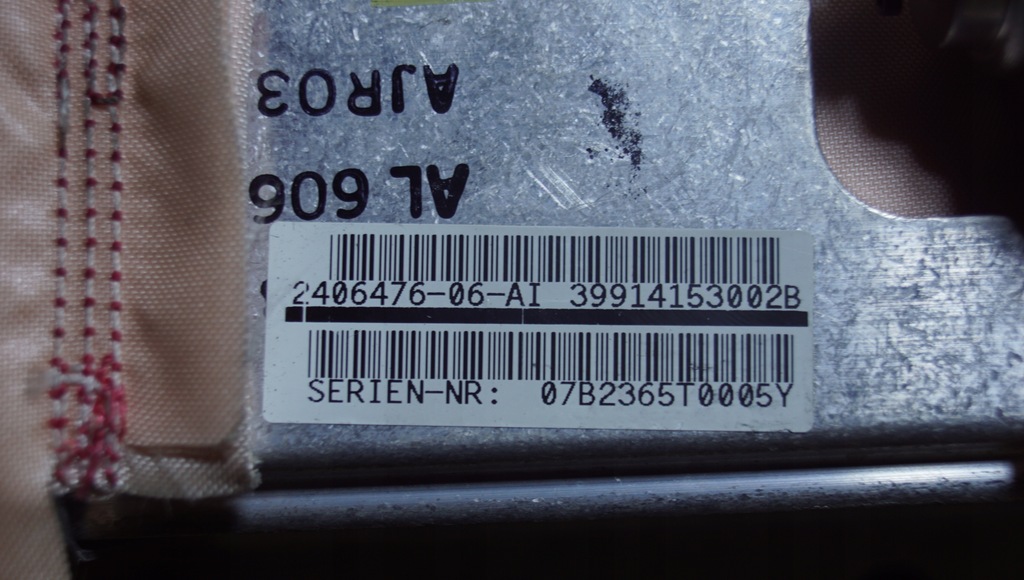 AJR03
AL 606
2406476-06-AI 39914153002B
SERIEN-NR: 07B2365T0005Y